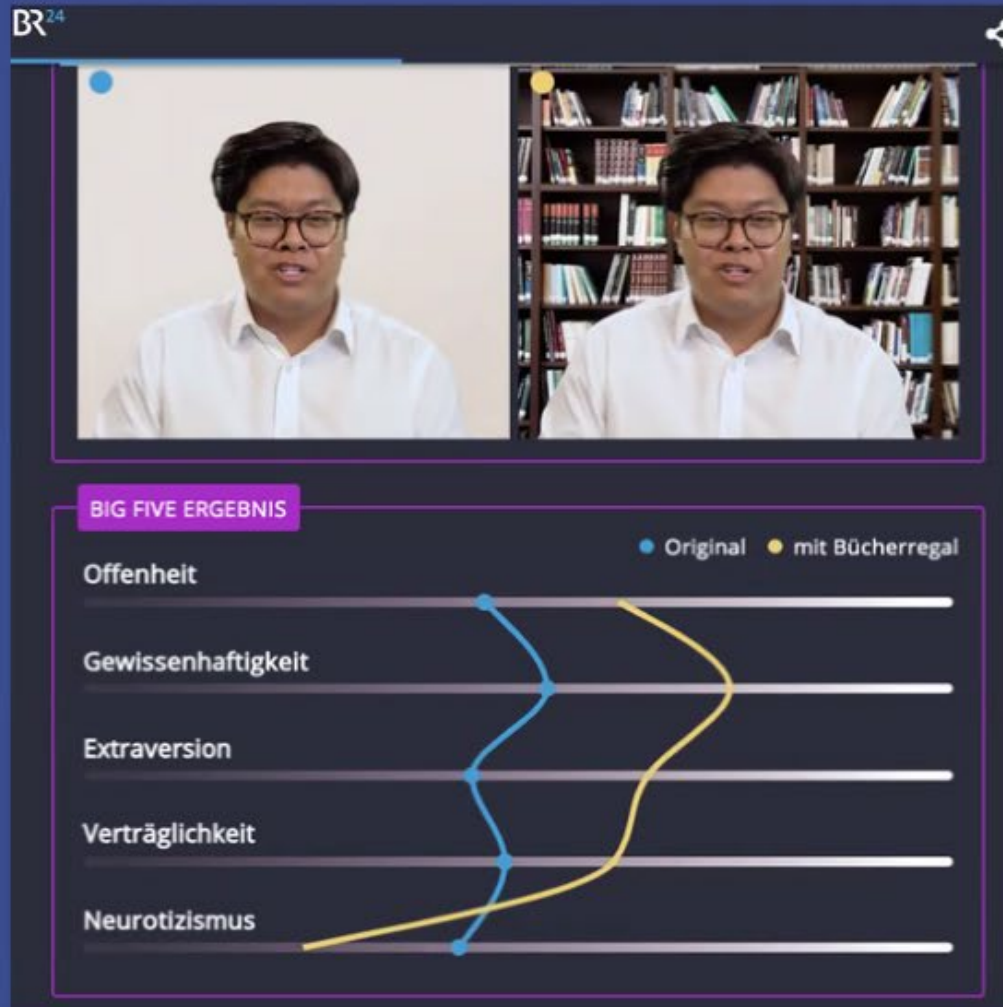 BR24
BIG FIVE ERGEBNIS
Original mit Bücherregal
Offenheit
Gewissenhaftigkeit
Extraversion
Verträglichkeit
Neurotizismus